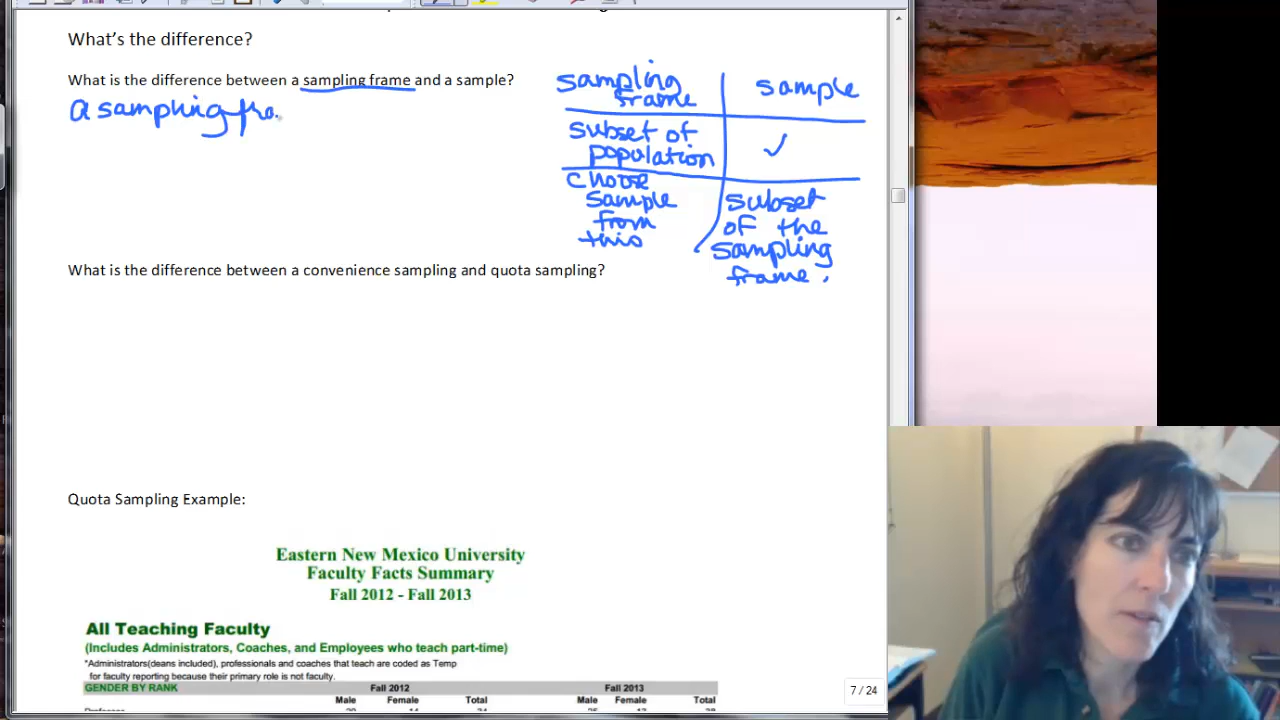 What's the difference?
What is the difference between a sampling frame and a sample?
a sampling fra
sampling frame
sample
subset of population
✓
choose sample from this
subset of the sampling frame.
What is the difference between a convenience sampling and quota sampling?
Quota Sampling Example:
Eastern New Mexico University
Faculty Facts Summary
Fall 2012 - Fall 2013
All Teaching Faculty
(Includes Administrators, Coaches, and Employees who teach part-time)
*Administrators(deans included), professionals and coaches that teach are coded as Temp
for faculty reporting because their primary role is not faculty.
GENDER BY RANK Fall 2012 Fall 2013
Male Female Total Male Female Total
7 / 24